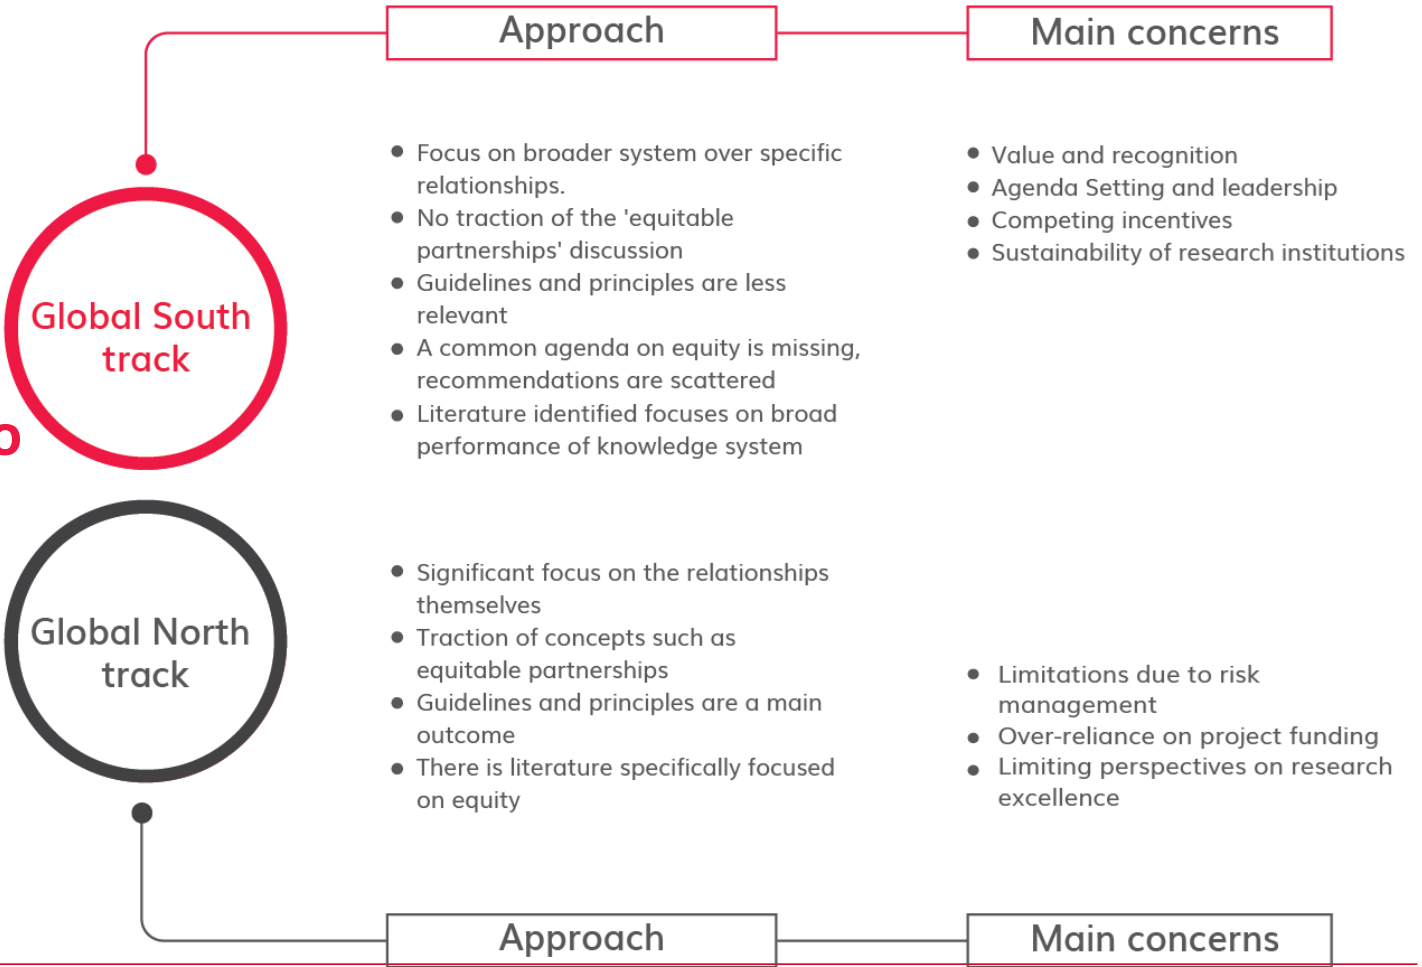 Approach
Main concerns
Global South
track
• Focus on broader system over specific
relationships.
• No traction of the 'equitable
partnerships' discussion
• Guidelines and principles are less
relevant
• A common agenda on equity is missing,
recommendations are scattered
• Literature identified focuses on broad
performance of knowledge system
• Value and recognition
• Agenda Setting and leadership
• Competing incentives
• Sustainability of research institutions
Global North
track
• Significant focus on the relationships
themselves
• Traction of concepts such as
equitable partnerships
• Guidelines and principles are a main
outcome
• There is literature specifically focused
on equity
• Limitations due to risk
management
• Over-reliance on project funding
• Limiting perspectives on research
excellence
Approach
Main concerns